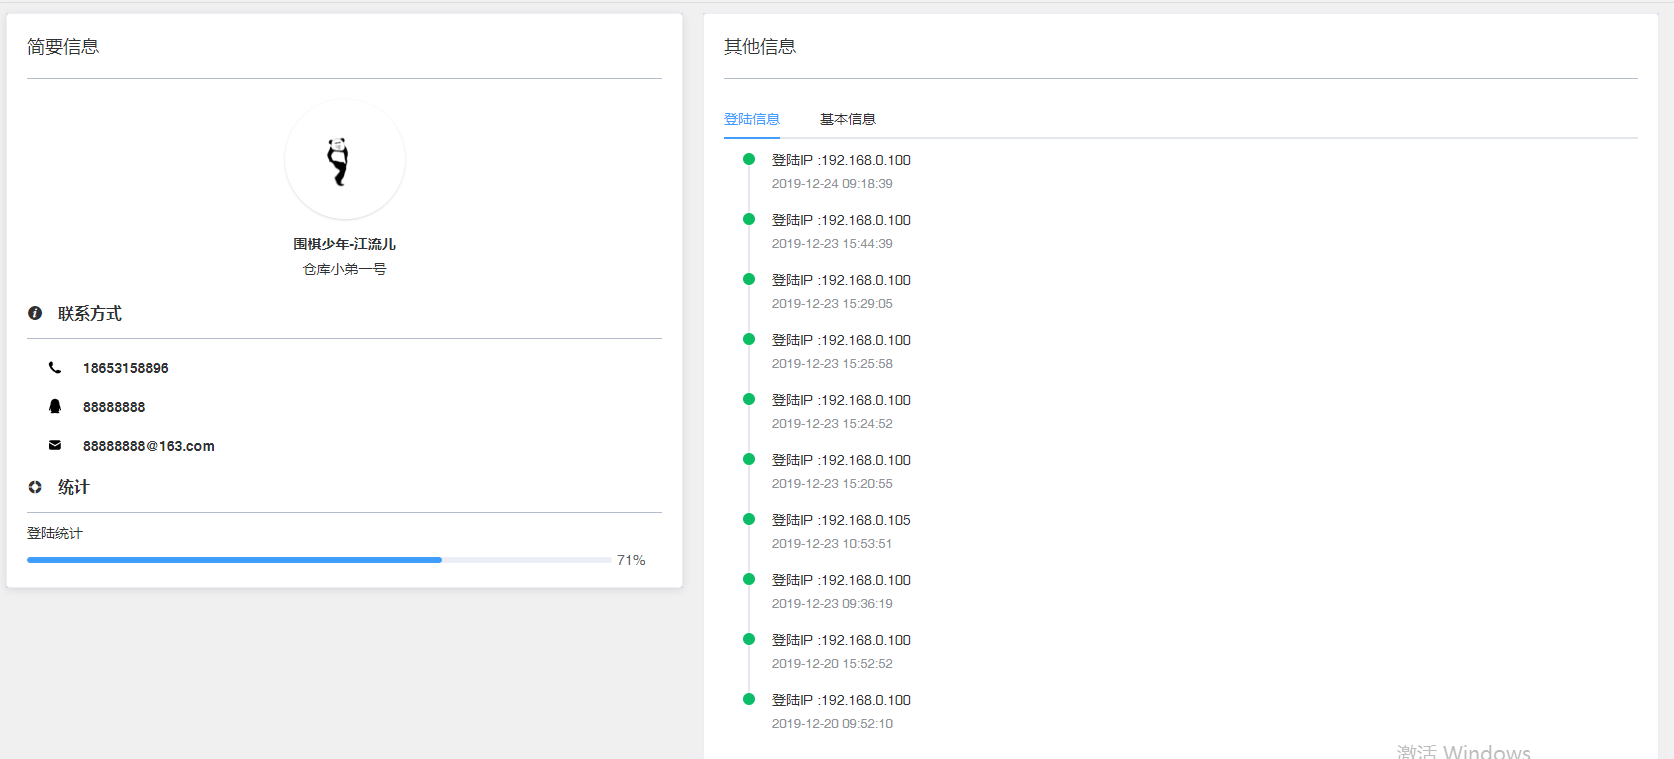 简要信息
围棋少年-江流儿
仓库小弟一号
联系方式
18653158896
88888888
88888888@163.com
统计
登陆统计
71%
其他信息
登陆信息 基本信息
登陆IP :192.168.0.100
2019-12-24 09:18:39
登陆IP :192.168.0.100
2019-12-23 15:44:39
登陆IP :192.168.0.100
2019-12-23 15:29:05
登陆IP :192.168.0.100
2019-12-23 15:25:58
登陆IP :192.168.0.100
2019-12-23 15:24:52
登陆IP :192.168.0.100
2019-12-23 15:20:55
登陆IP :192.168.0.105
2019-12-23 10:53:51
登陆IP :192.168.0.100
2019-12-23 09:36:19
登陆IP :192.168.0.100
2019-12-20 15:52:52
登陆IP :192.168.0.100
2019-12-20 09:52:10
激活 Windows